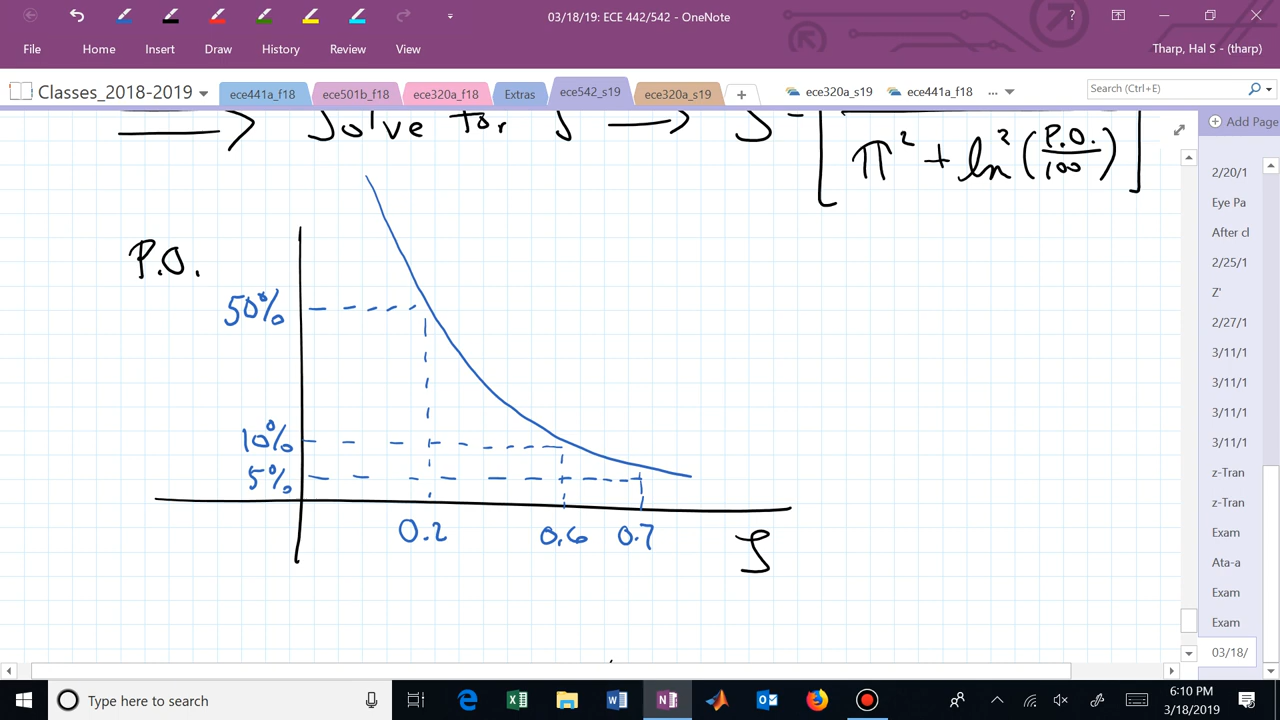 03/18/19: ECE 442/542 - OneNote
File Home Insert Draw History Review View
Tharp, Hal S - (tharp)
Classes_2018-2019
ece441a_f18 ece501b_f18 ece320a_f18 Extras ece542_s19 ece320a_s19
ece320a_s19 ece441a_f18 ...
Search (Ctrl+E)
Add Page
Solve for ζ → ζ = [
π² + ln² (P.O./100) ]
P.O.
50%
10%
5%
0.2 0.6 0.7 ζ
2/20/1
Eye Pa
After cl
2/25/1
Z'
2/27/1
3/11/1
3/11/1
3/11/1
3/11/1
z-Tran
z-Tran
Exam
Ata-a
Exam
Exam
03/18/
Type here to search
6:10 PM
3/18/2019